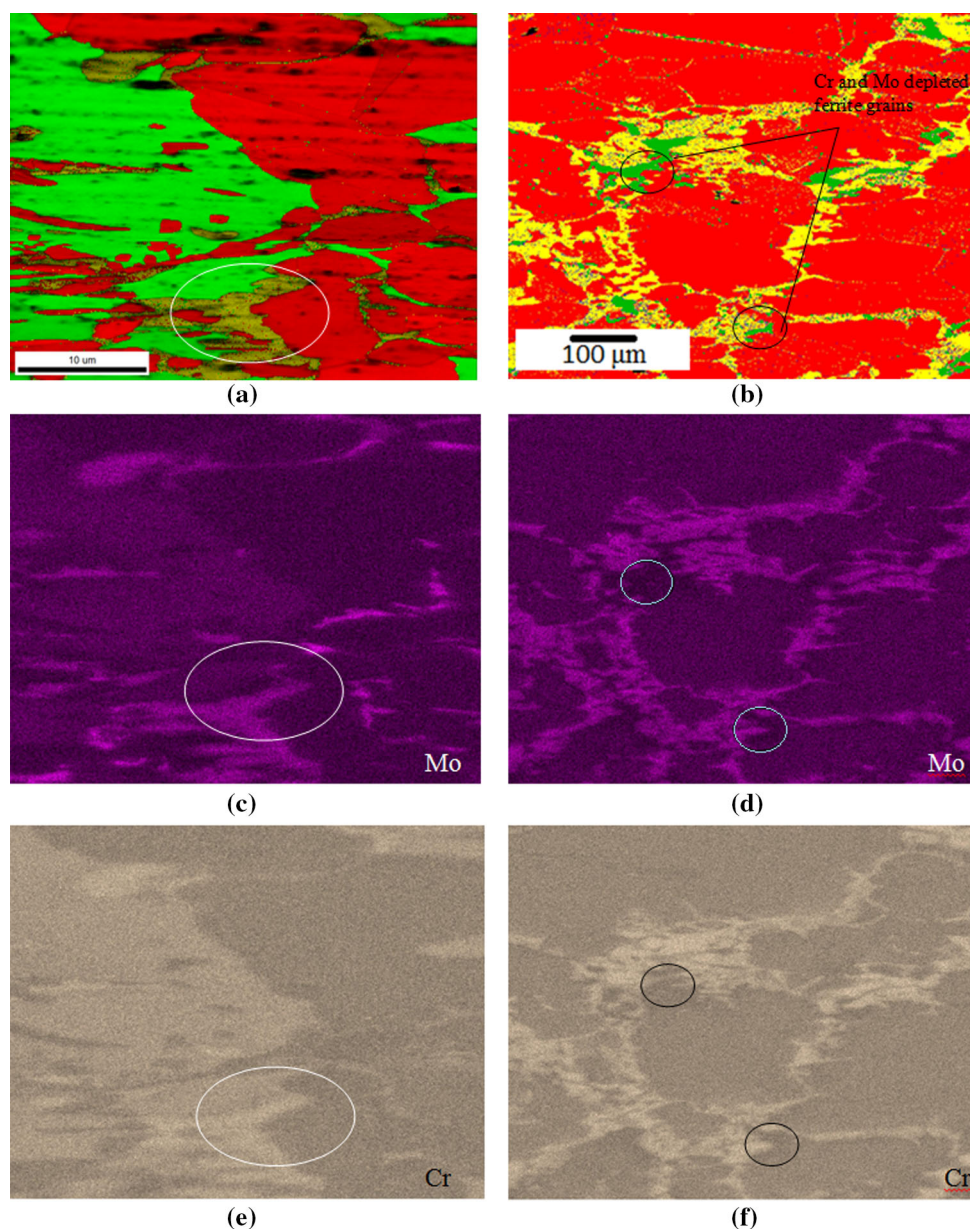 Cr and Mo depleted
ferrite grains
10 um
100 µm
(a)
(b)
Mo
Mo
(c)
(d)
Cr
Cr
(e)
(f)